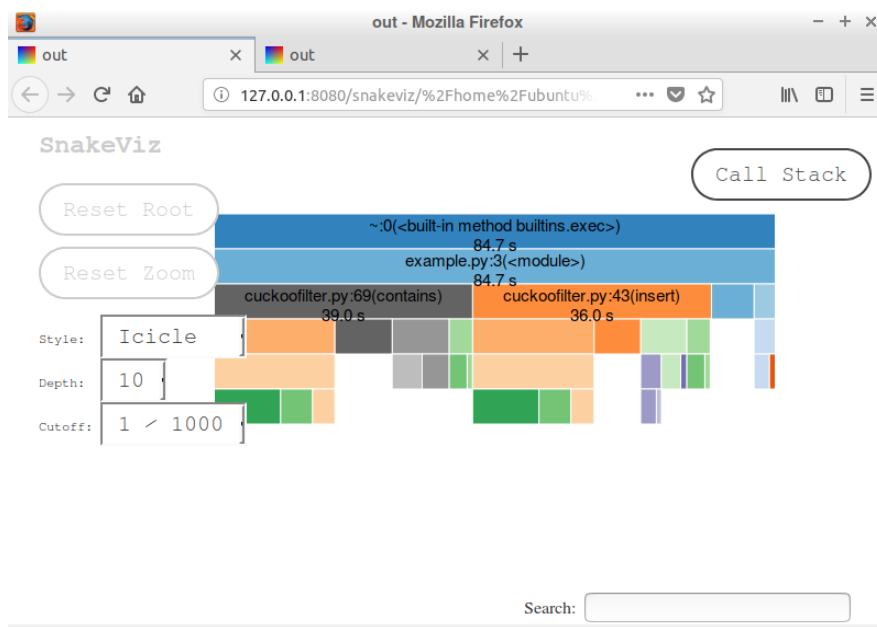 out - Mozilla Firefox
out
out
127.0.0.1:8080/snakeviz/%2Fhome%2Fubuntu%
SnakeViz
Call Stack
Reset Root
Reset Zoom
~:0(<built-in method builtins.exec>)
84.7 s
example.py:3(<module>)
84.7 s
cuckoofilter.py:69(contains)
39.0 s
cuckoofilter.py:43(insert)
36.0 s
Style: Icicle
Depth: 10
Cutoff: 1 / 1000
Search: